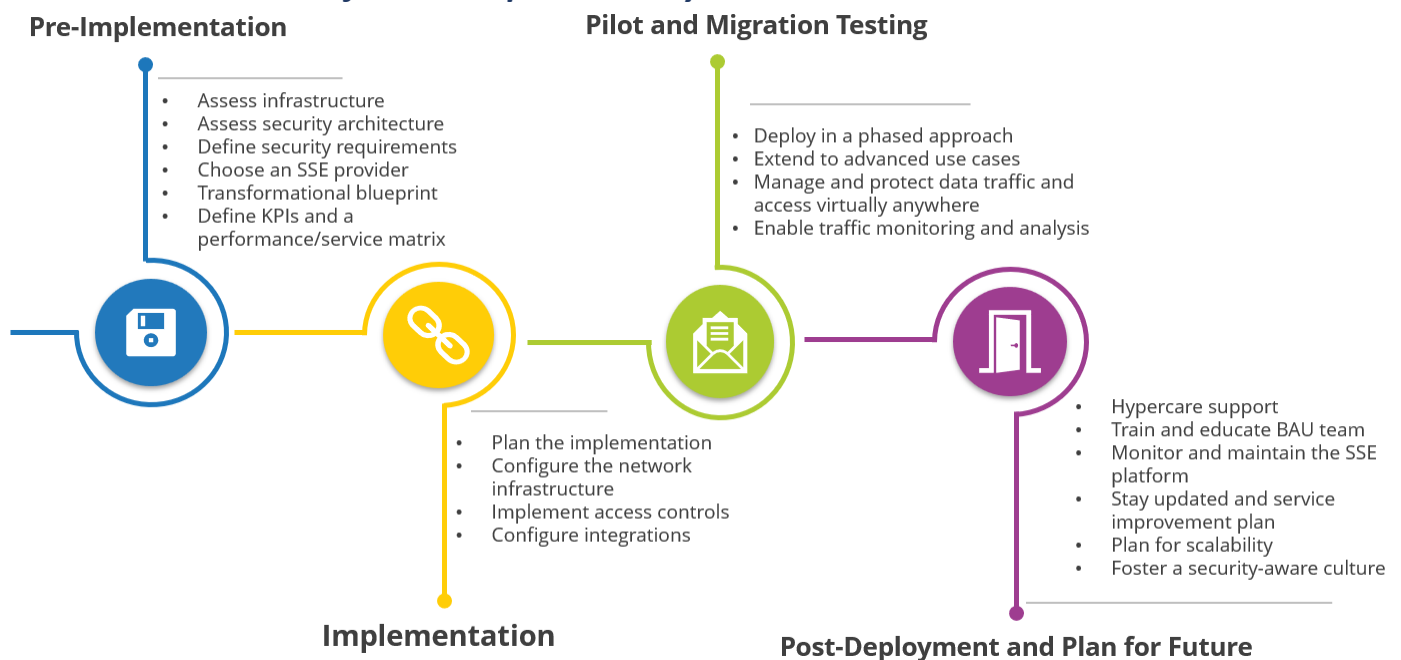 Pre-Implementation
• Assess infrastructure
• Assess security architecture
• Define security requirements
• Choose an SSE provider
• Transformational blueprint
• Define KPIs and a
performance/service matrix
Pilot and Migration Testing
• Deploy in a phased approach
• Extend to advanced use cases
• Manage and protect data traffic and
access virtually anywhere
• Enable traffic monitoring and analysis
• Plan the implementation
• Configure the network
infrastructure
• Implement access controls
• Configure integrations
Implementation
• Hypercare support
• Train and educate BAU team
• Monitor and maintain the SSE
platform
• Stay updated and service
improvement plan
• Plan for scalability
• Foster a security-aware culture
Post-Deployment and Plan for Future